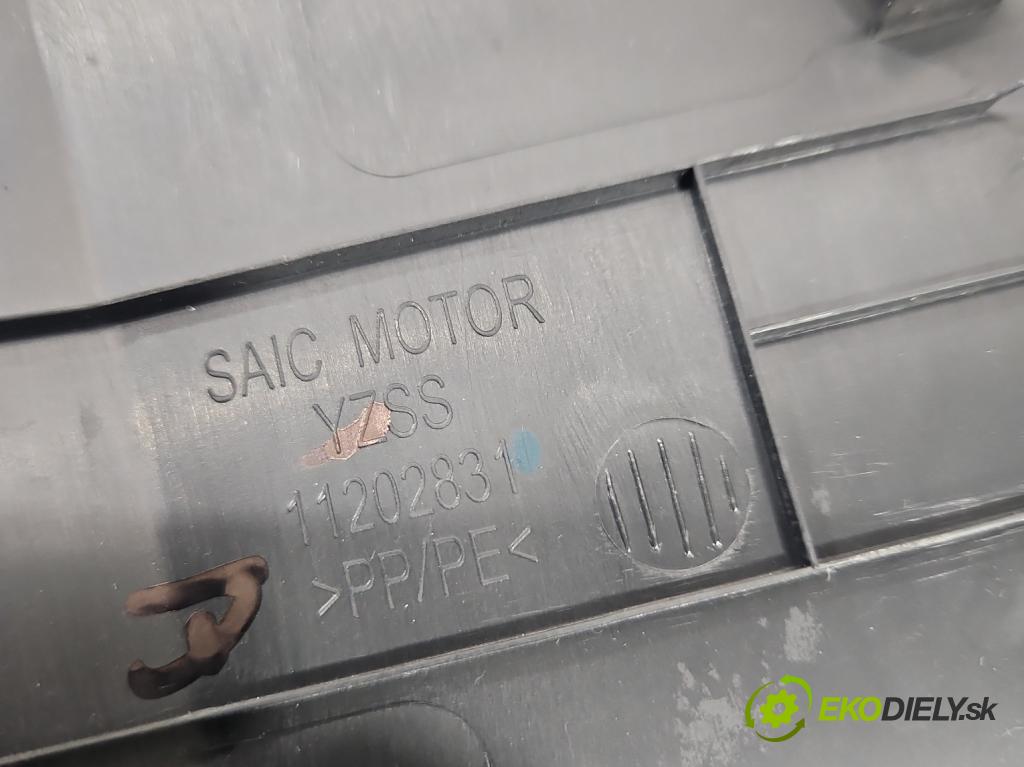 SAIC MOTOR
YZSS
11202831
>PP/PE<
EKODIELY.sk